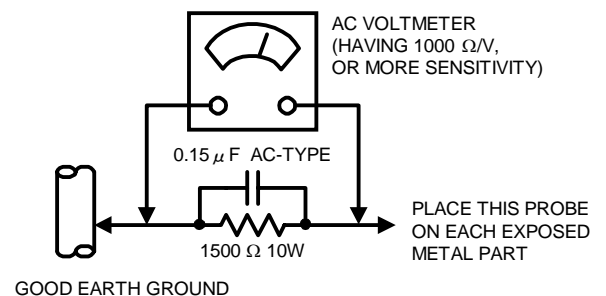 AC VOLTMETER
(HAVING 1000 Ω/V,
OR MORE SENSITIVITY)
0.15 μ F AC-TYPE
1500 Ω 10W
PLACE THIS PROBE
ON EACH EXPOSED
METAL PART
GOOD EARTH GROUND